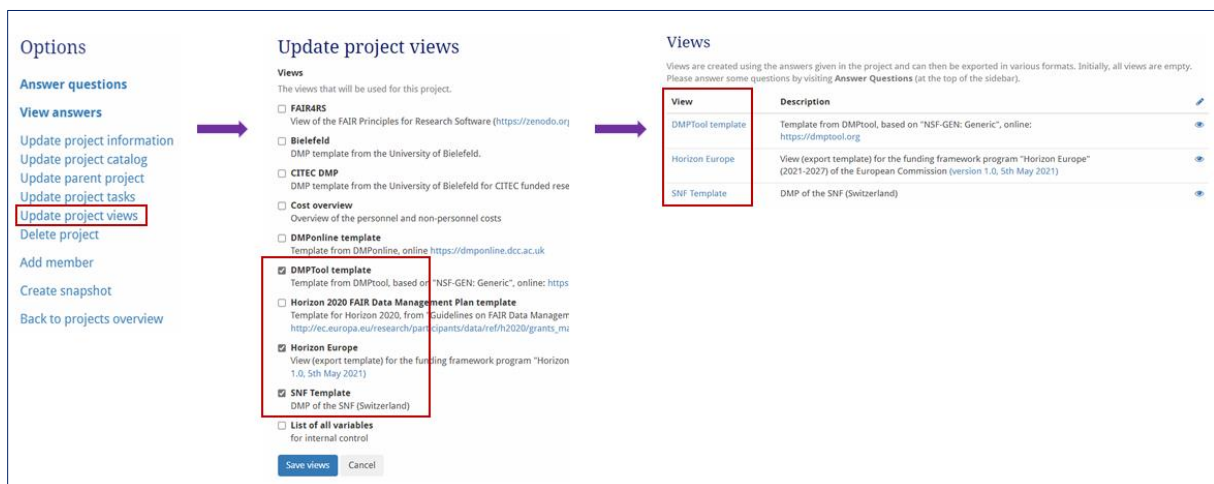 Options
Answer questions
View answers
Update project information
Update project catalog
Update parent project
Update project tasks
Update project views
Delete project
Add member
Create snapshot
Back to projects overview
Update project views
Views
The views that will be used for this project.
FAIR4RS
View of the FAIR Principles for Research Software (https://zenodo.org
Bielefeld
DMP template from the University of Bielefeld.
CITEC DMP
DMP template from the University of Bielefeld for CITEC funded rese
Cost overview
Overview of the personnel and non-personnel costs
DMPonline template
Template from DMPonline, online https://dmponline.dcc.ac.uk
DMPTool template
Template from DMPtool, based on "NSF-GEN: Generic", online: https
Horizon 2020 FAIR Data Management Plan template
Template for Horizon 2020, from "Guidelines on FAIR Data Managem
http://ec.europa.eu/research/participants/data/ref/h2020/grants_ma
Horizon Europe
View (export template) for the funding framework program "Horizon
1.0, 5th May 2021)
SNF Template
DMP of the SNF (Switzerland)
List of all variables
for internal control
Save views Cancel
Views
Views are created using the answers given in the project and can then be exported in various formats. Initially, all views are empty.
Please answer some questions by visiting Answer Questions (at the top of the sidebar).
View Description
DMPTool template Template from DMPtool, based on "NSF-GEN: Generic", online:
https://dmptool.org
Horizon Europe View (export template) for the funding framework program "Horizon Europe"
(2021-2027) of the European Commission (version 1.0, 5th May 2021)
SNF Template DMP of the SNF (Switzerland)